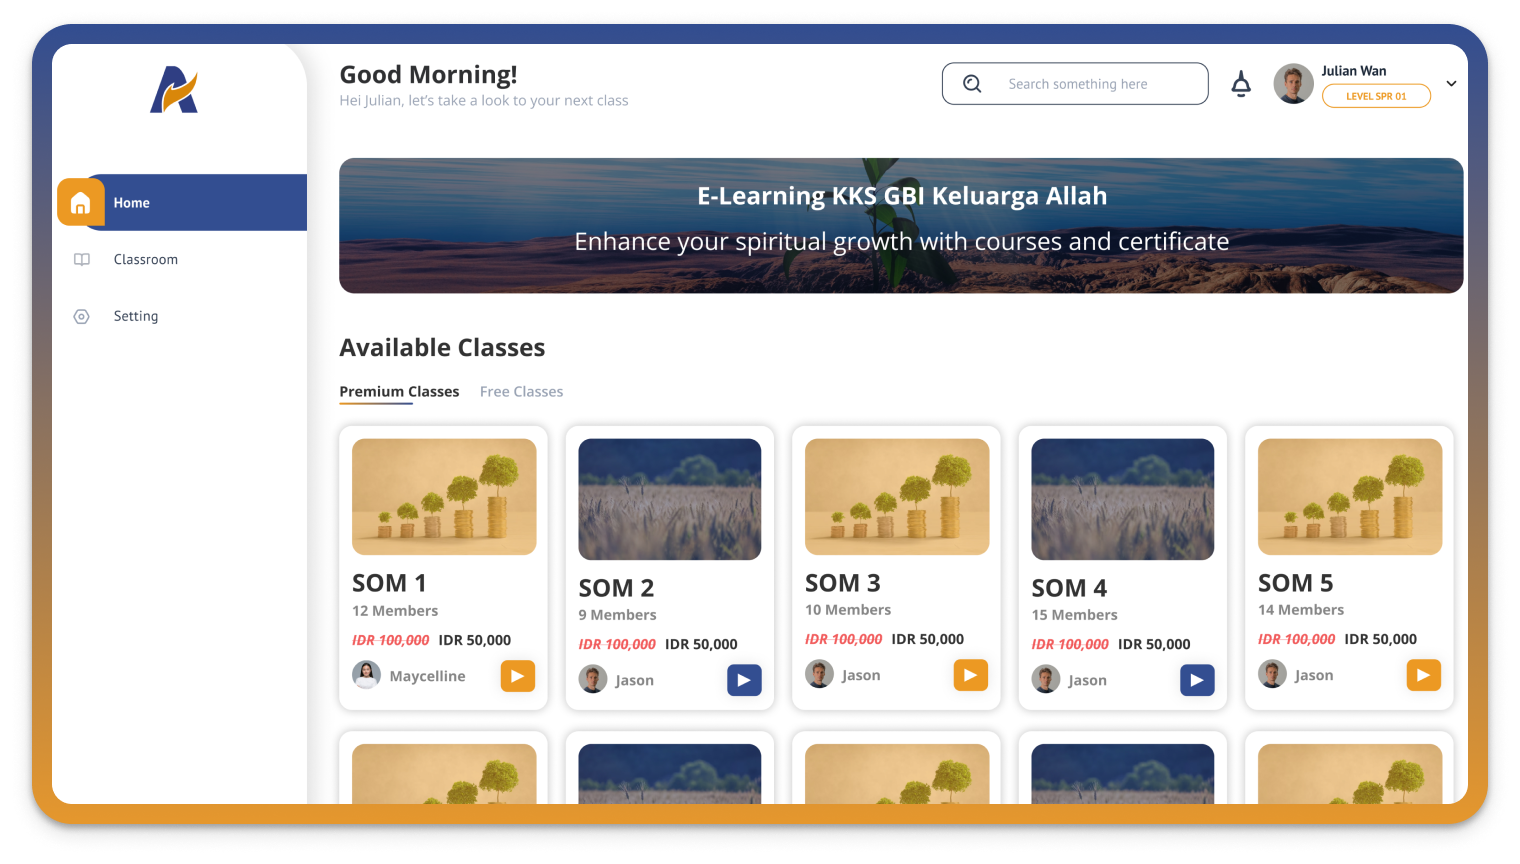 Good Morning!
Hei Julian, let's take a look to your next class
Search something here
Julian Wan
LEVEL SPR 01
Home
Classroom
Setting
E-Learning KKS GBI Keluarga Allah
Enhance your spiritual growth with courses and certificate
Available Classes
Premium Classes Free Classes
SOM 1
12 Members
IDR 100,000 IDR 50,000
Maycelline
SOM 2
9 Members
IDR 100,000 IDR 50,000
Jason
SOM 3
10 Members
IDR 100,000 IDR 50,000
Jason
SOM 4
15 Members
IDR 100,000 IDR 50,000
Jason
SOM 5
14 Members
IDR 100,000 IDR 50,000
Jason